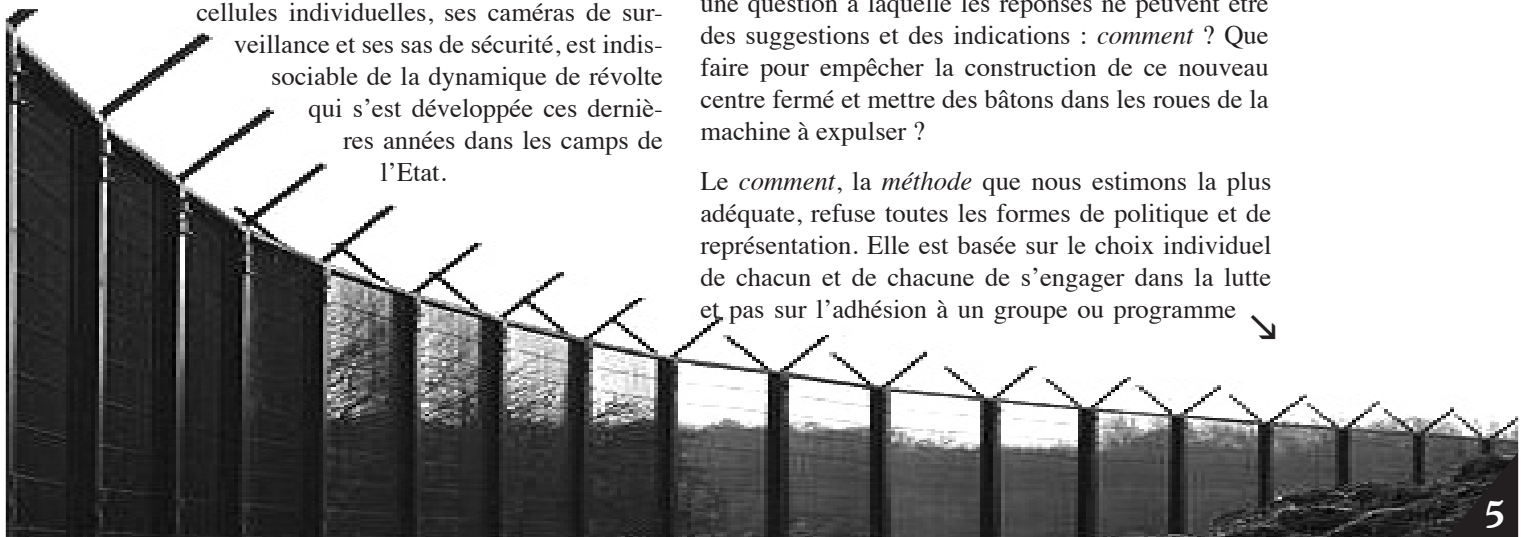 cellules individuelles, ses caméras de sur-
veillance et ses sas de sécurité, est indis-
sociable de la dynamique de révolte
qui s’est développée ces derniè-
res années dans les camps de
l’Etat.
une question à laquelle les réponses ne peuvent être
des suggestions et des indications : comment ? Que
faire pour empêcher la construction de ce nouveau
centre fermé et mettre des bâtons dans les roues de la
machine à expulser ?
Le comment, la méthode que nous estimons la plus
adéquate, refuse toutes les formes de politique et de
représentation. Elle est basée sur le choix individuel
de chacun et de chacune de s’engager dans la lutte
et pas sur l’adhésion à un groupe ou programme ↘
5